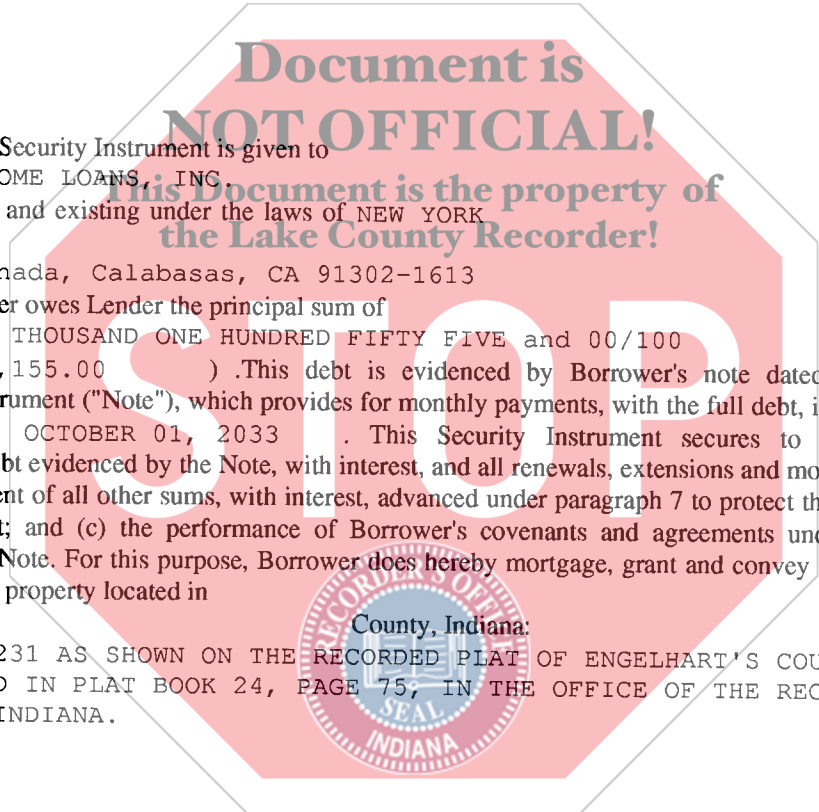 Document is
NOT OFFICIAL!
Security Instrument is given to
OME LOANS, INC.
This Document is the property of
and existing under the laws of NEW YORK
the Lake County Recorder!
nada, Calabasas, CA 91302-1613
er owes Lender the principal sum of
THOUSAND ONE HUNDRED FIFTY FIVE and 00/100
,155.00 ) .This debt is evidenced by Borrower's note dated
rument ("Note"), which provides for monthly payments, with the full debt, i
OCTOBER 01, 2033 . This Security Instrument secures to
STOP
bt evidenced by the Note, with interest, and all renewals, extensions and mo
ent of all other sums, with interest, advanced under paragraph 7 to protect th
t; and (c) the performance of Borrower's covenants and agreements und
Note. For this purpose, Borrower does hereby mortgage, grant and convey
property located in
County, Indiana:
RECORDER'S OFFICE
231 AS SHOWN ON THE RECORDED PLAT OF ENGELHART'S COU
D IN PLAT BOOK 24, PAGE 75, IN THE OFFICE OF THE REC
INDIANA.
SEAL
INDIANA